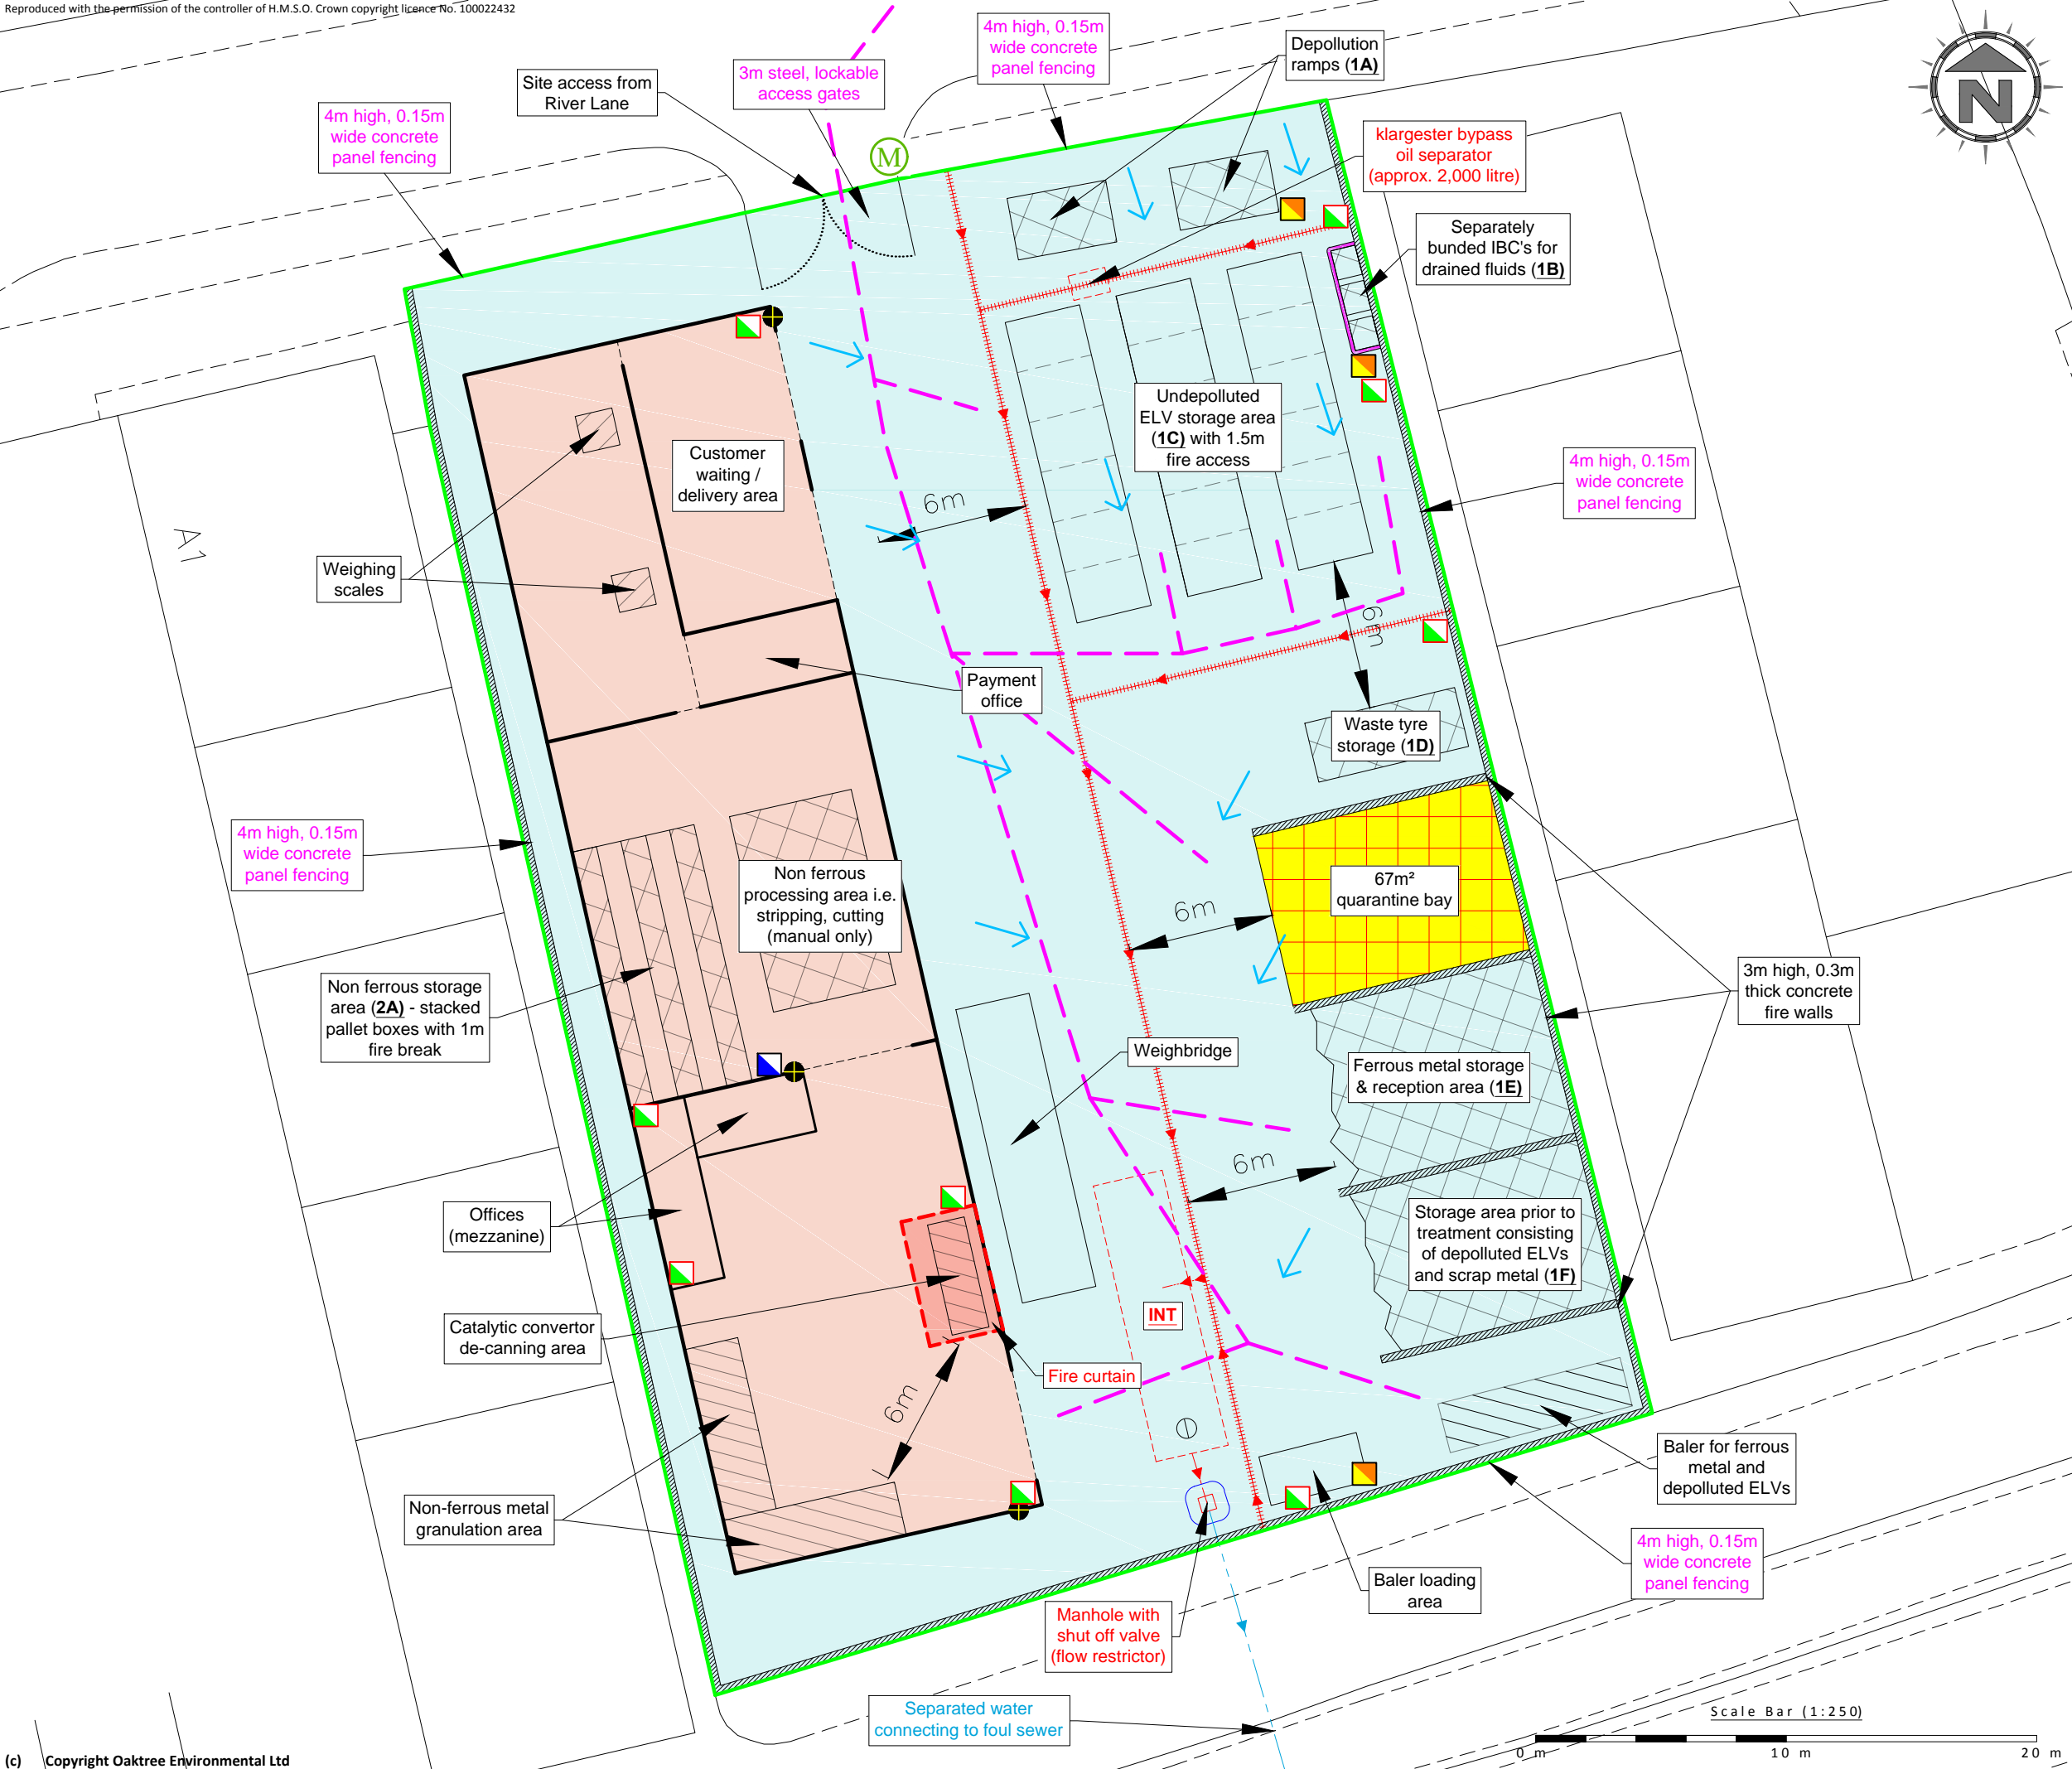 Reproduced with the permission of the controller of H.M.S.O. Crown copyright licence No. 100022432
4m high, 0.15m
wide concrete
panel fencing
Site access from
River Lane
3m steel, lockable
access gates
4m high, 0.15m
wide concrete
panel fencing
Depollution
ramps (1A)
N
M
klargester bypass
oil separator
(approx. 2,000 litre)
Separately
bunded IBC's for
drained fluids (1B)
Undepolluted
ELV storage area
(1C) with 1.5m
fire access
Customer
waiting /
delivery area
4m high, 0.15m
wide concrete
panel fencing
6m
Weighing
scales
6m
Payment
office
Waste tyre
storage (1D)
4m high, 0.15m
wide concrete
panel fencing
Non ferrous
processing area i.e.
stripping, cutting
(manual only)
67m²
quarantine bay
6m
Non ferrous storage
area (2A) - stacked
pallet boxes with 1m
fire break
3m high, 0.3m
thick concrete
fire walls
Weighbridge
Ferrous metal storage
& reception area (1E)
6m
Offices
(mezzanine)
Storage area prior to
treatment consisting
of depolluted ELVs
and scrap metal (1F)
INT
Catalytic convertor
de-canning area
Fire curtain
6m
Non-ferrous metal
granulation area
Baler for ferrous
metal and
depolluted ELVs
4m high, 0.15m
wide concrete
panel fencing
Baler loading
area
Manhole with
shut off valve
(flow restrictor)
Separated water
connecting to foul sewer
Scale Bar (1:250)
0 m 10 m 20 m
(c) Copyright Oaktree Environmental Ltd